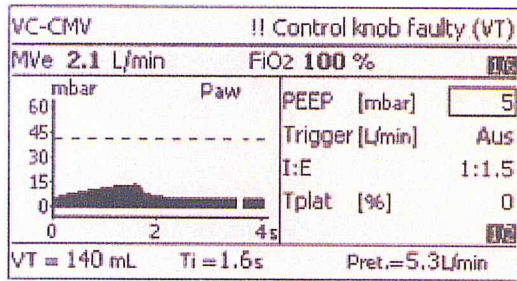 VC-CMV !! Control knob faulty (VT)
MVe 2.1 L/min FiO2 100 %
mbar Paw
60
45
30
15
0
0 2 4s
PEEP [mbar] 5
Trigger [L/min] Aus
I:E 1:1.5
Tplat [%] 0
VT = 140 mL Ti =1.6s Pret.=5.3L/min